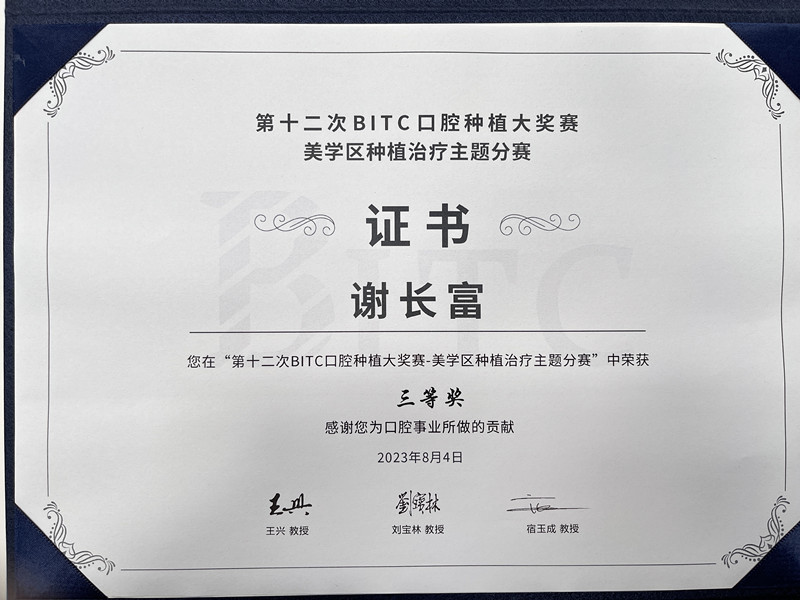 第十二次BITC口腔种植大奖赛
美学区种植治疗主题分赛
BITC
证书
谢长富
您在“第十二次BITC口腔种植大奖赛-美学区种植治疗主题分赛”中荣获
三等奖
感谢您为口腔事业所做的贡献
2023年8月4日
王兴 劉寶林
王兴 教授 刘宝林 教授 宿玉成 教授